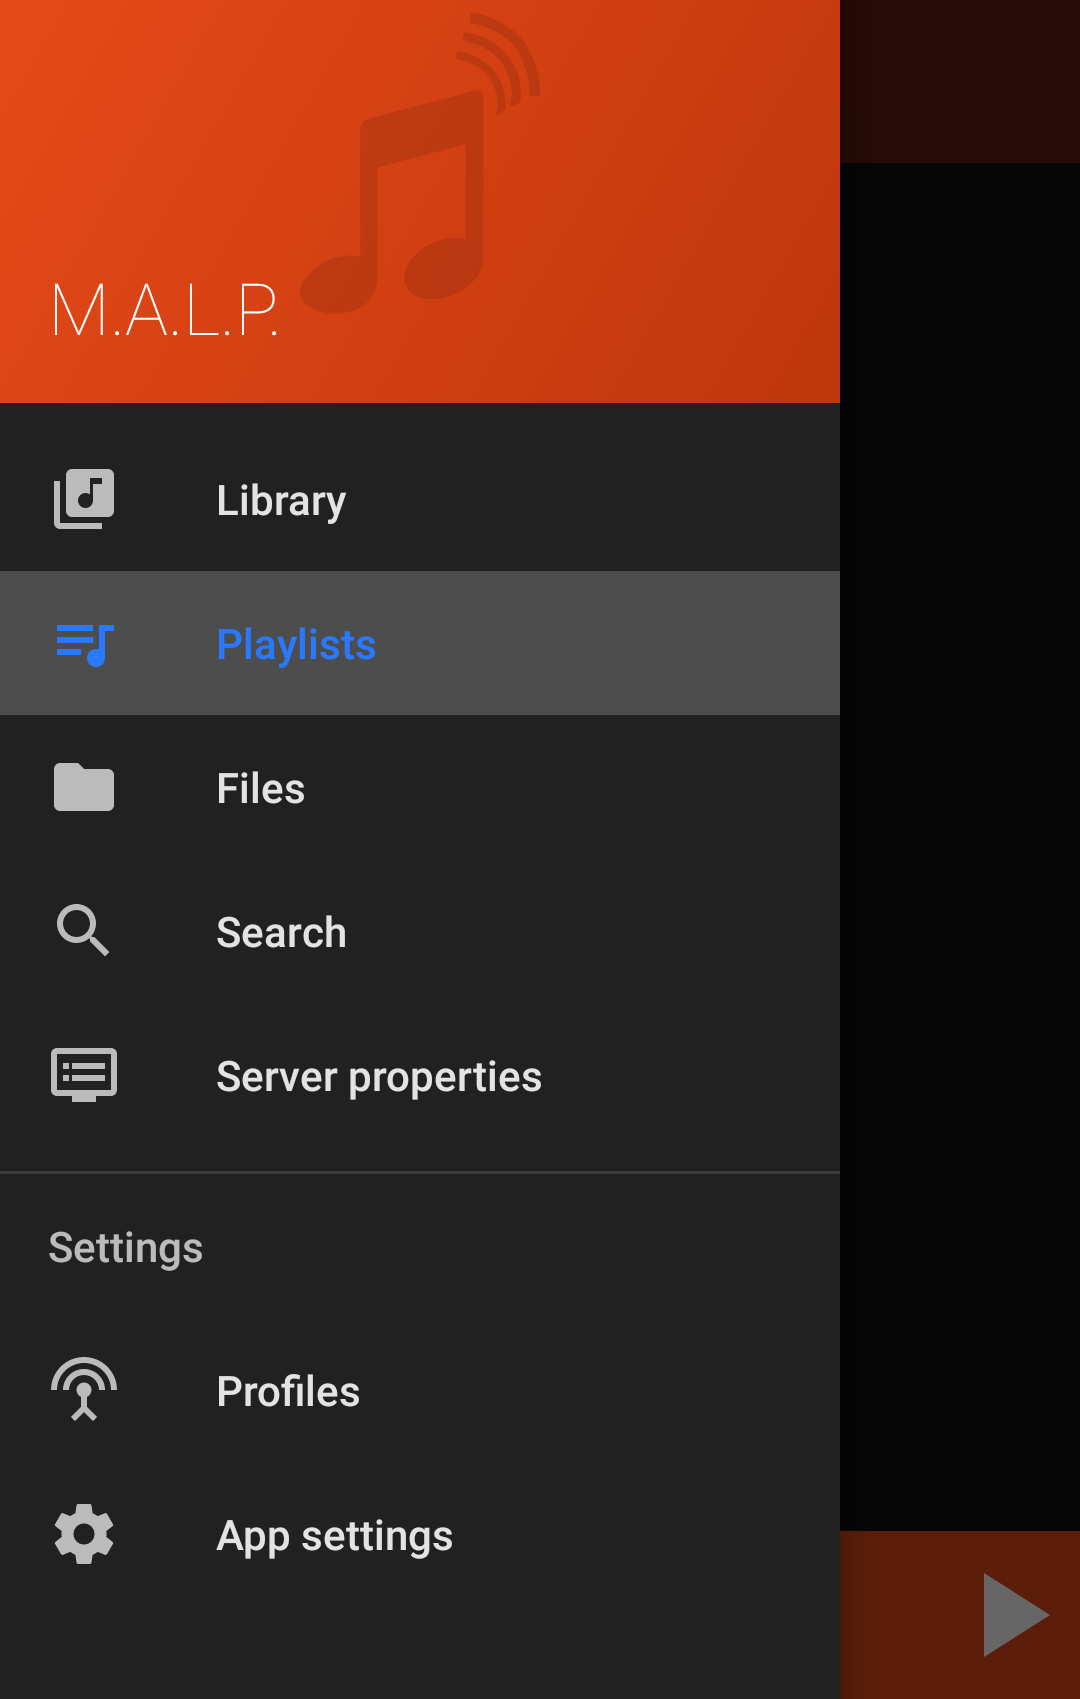 M.A.L.P.
Library
Playlists
Files
Search
Server properties
Settings
Profiles
App settings